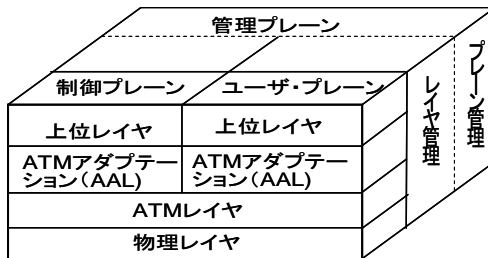 管理プレーン
制御プレーン
ユーザ・プレーン
上位レイヤ
上位レイヤ
ATMアダプテー
ション(AAL)
ATMアダプテー
ション(AAL)
ATMレイヤ
物理レイヤ
レイヤ管理
プレーン管理